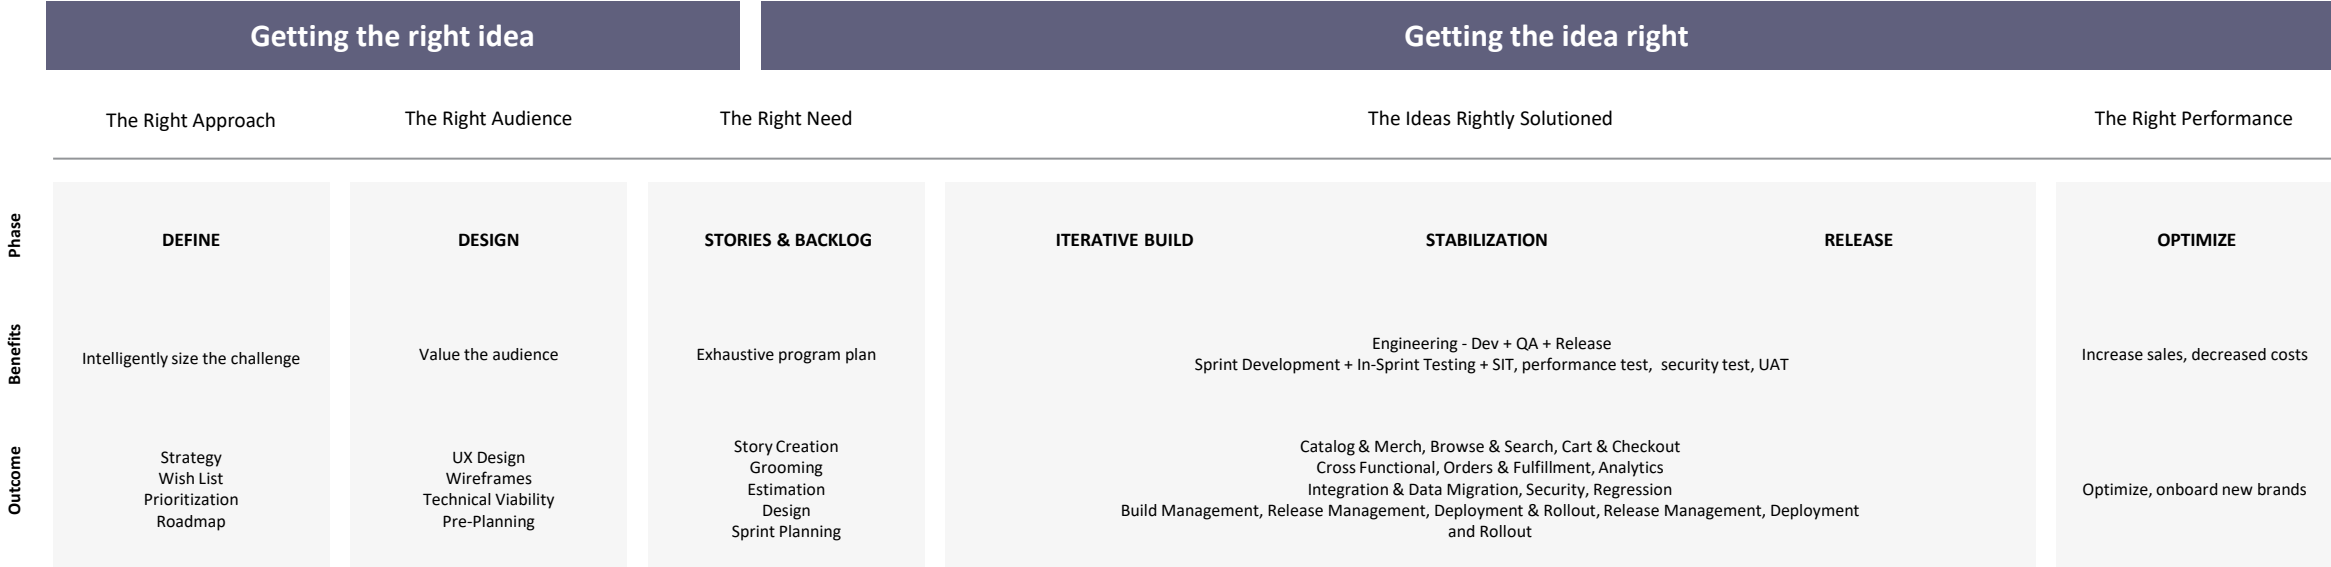 Getting the right idea
Getting the idea right
The Right Approach
The Right Audience
The Right Need
The Ideas Rightly Solutioned
The Right Performance
Phase
DEFINE
DESIGN
STORIES & BACKLOG
ITERATIVE BUILD
STABILIZATION
RELEASE
OPTIMIZE
Benefits
Intelligently size the challenge
Value the audience
Exhaustive program plan
Engineering - Dev + QA + Release
Sprint Development + In-Sprint Testing + SIT, performance test, security test, UAT
Increase sales, decreased costs
Outcome
Strategy
Wish List
Prioritization
Roadmap
UX Design
Wireframes
Technical Viability
Pre-Planning
Story Creation
Grooming
Estimation
Design
Sprint Planning
Catalog & Merch, Browse & Search, Cart & Checkout
Cross Functional, Orders & Fulfillment, Analytics
Integration & Data Migration, Security, Regression
Build Management, Release Management, Deployment & Rollout, Release Management, Deployment
and Rollout
Optimize, onboard new brands